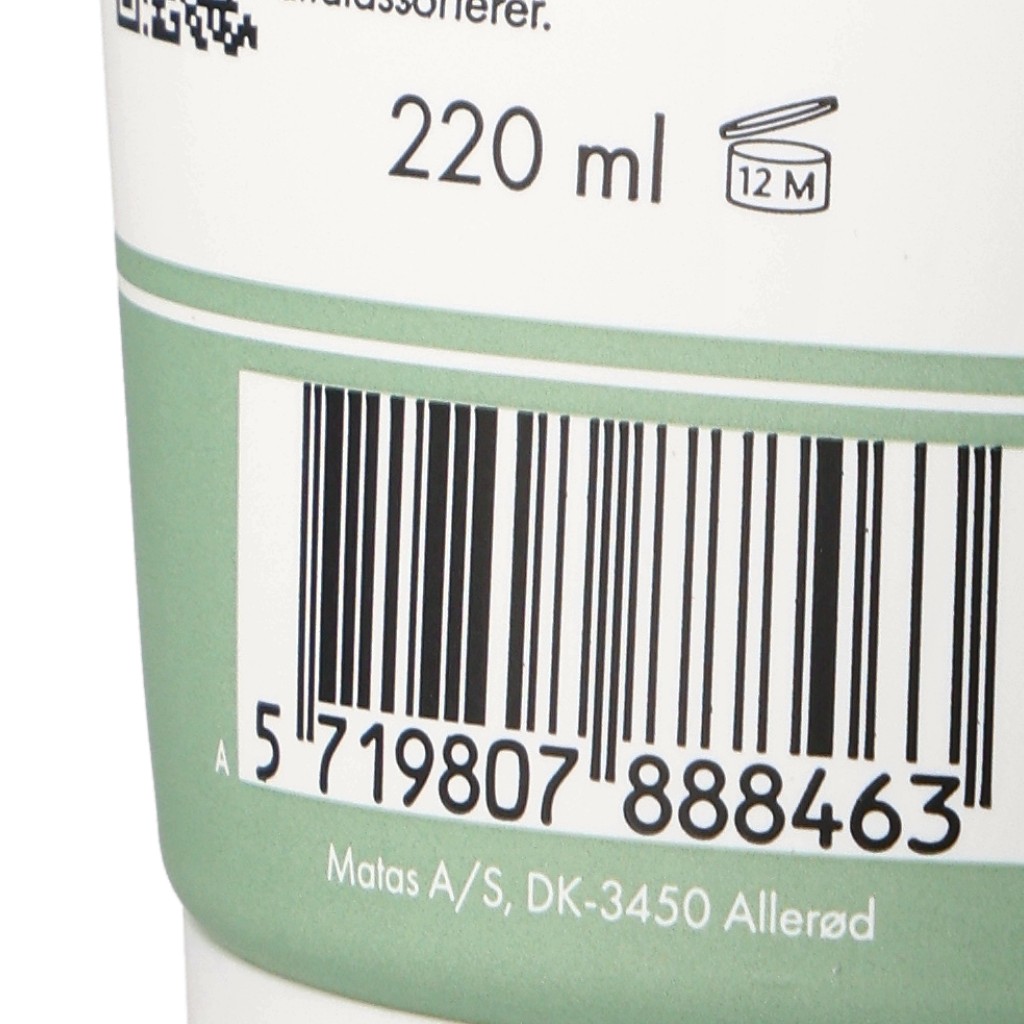 220 ml
12 M
A
5 719807 888463
Matas A/S, DK-3450 Allerød